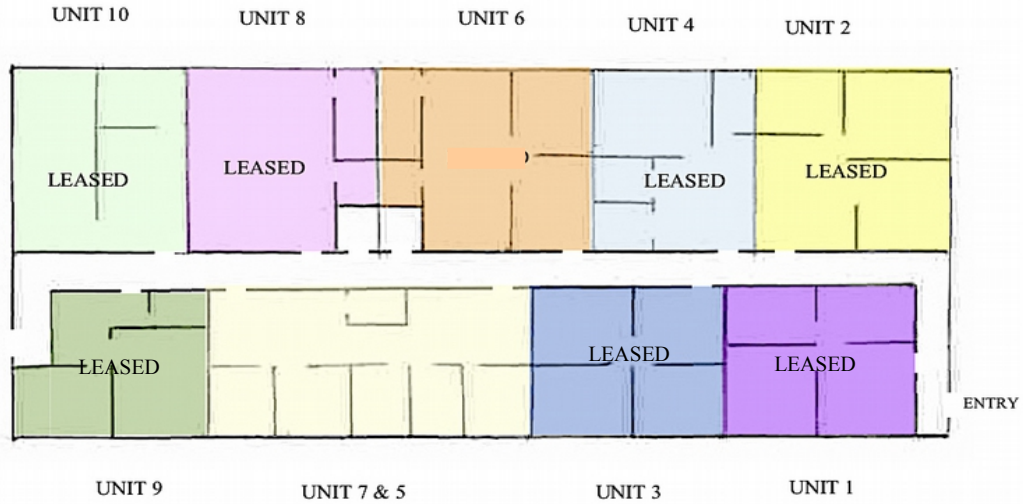 UNIT 10
UNIT 8
UNIT 6
UNIT 4
UNIT 2
LEASED
LEASED
LEASED
LEASED
LEASED
LEASED
LEASED
ENTRY
UNIT 9
UNIT 7 & 5
UNIT 3
UNIT 1